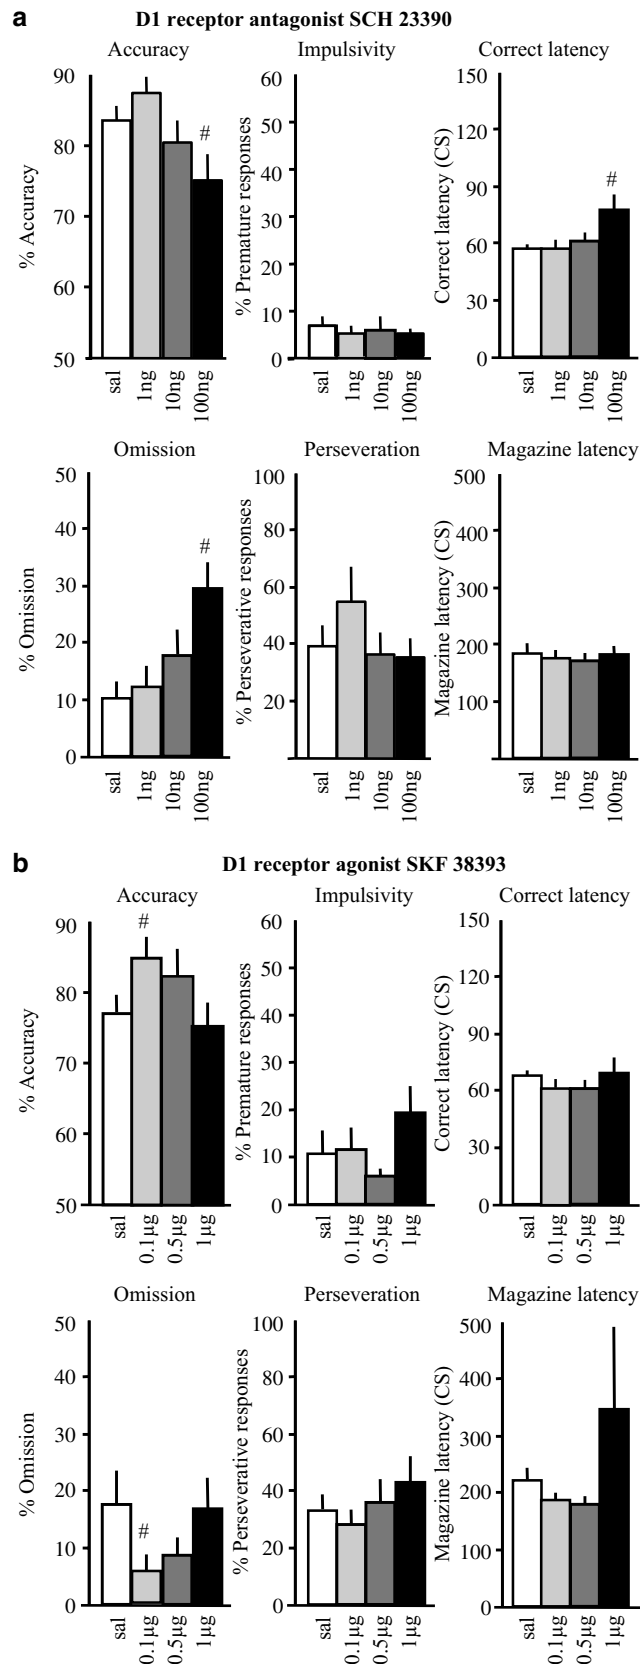 a
D1 receptor antagonist SCH 23390
Accuracy
% Accuracy
90
80
70
60
50
#
sal
1ng
10ng
100ng
Impulsivity
% Premature responses
60
50
40
30
20
10
0
sal
1ng
10ng
100ng
Correct latency
Correct latency (CS)
150
120
90
60
30
0
#
sal
1ng
10ng
100ng
Omission
% Omission
50
40
30
20
10
0
#
sal
1ng
10ng
100ng
Perseveration
% Perseverative responses
100
80
60
40
20
sal
1ng
10ng
100ng
Magazine latency
Magazine latency (CS)
500
400
300
200
100
sal
1ng
10ng
100ng
b
D1 receptor agonist SKF 38393
Accuracy
% Accuracy
90
80
70
60
50
#
sal
0.1µg
0.5µg
1µg
Impulsivity
% Premature responses
60
50
40
30
20
10
0
sal
0.1µg
0.5µg
1µg
Correct latency
Correct latency (CS)
150
120
90
60
30
0
sal
0.1µg
0.5µg
1µg
Omission
% Omission
50
40
30
20
10
0
#
sal
0.1µg
0.5µg
1µg
Perseveration
% Perseverative responses
100
80
60
40
20
0
sal
0.1µg
0.5µg
1µg
Magazine latency
Magazine latency (CS)
500
400
300
200
100
0
sal
0.1µg
0.5µg
1µg